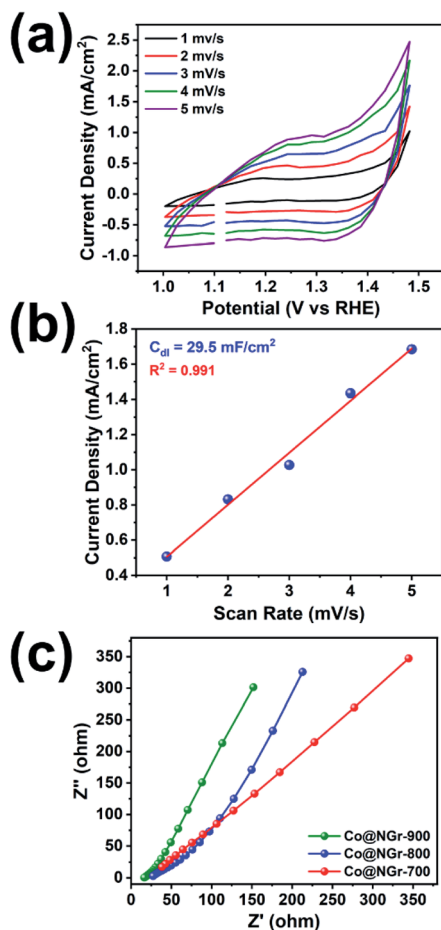 (a)
1 mv/s
2 mv/s
3 mV/s
4 mV/s
5 mv/s
Current Density (mA/cm²)
2.5
2.0
1.5
1.0
0.5
0.0
-0.5
-1.0
1.0 1.1 1.2 1.3 1.4 1.5
Potential (V vs RHE)
(b)
C_dl = 29.5 mF/cm²
R² = 0.991
Current Density (mA/cm²)
1.8
1.6
1.4
1.2
1.0
0.8
0.6
0.4
1 2 3 4 5
Scan Rate (mV/s)
(c)
Z'' (ohm)
350
300
250
200
150
100
50
0
Co@NGr-900
Co@NGr-800
Co@NGr-700
0 50 100 150 200 250 300 350
Z' (ohm)